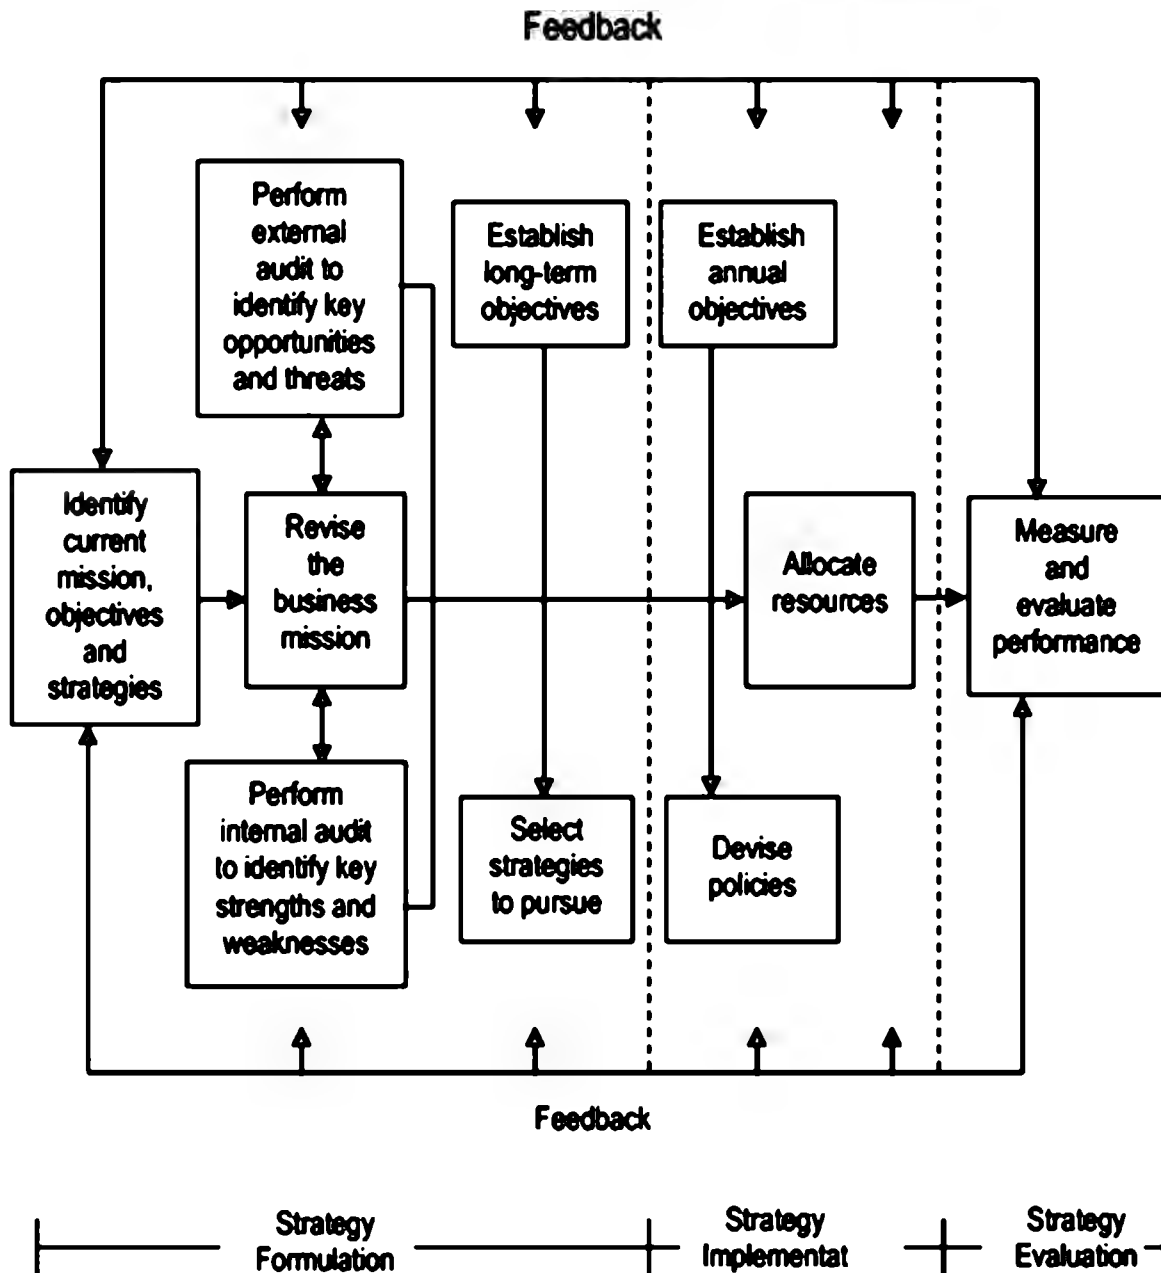 Feedback
Perform
external
audit to
identify key
opportunities
and threats
Establish
long-term
objectives
Establish
annual
objectives
Identify
current
mission,
objectives
and
strategies
Revise
the
business
mission
Allocate
resources
Measure
and
evaluate
performance
Perform
internal audit
to identify key
strengths and
weaknesses
Select
strategies
to pursue
Devise
policies
Feedback
Strategy
Formulation
Strategy
Implementat
Strategy
Evaluation